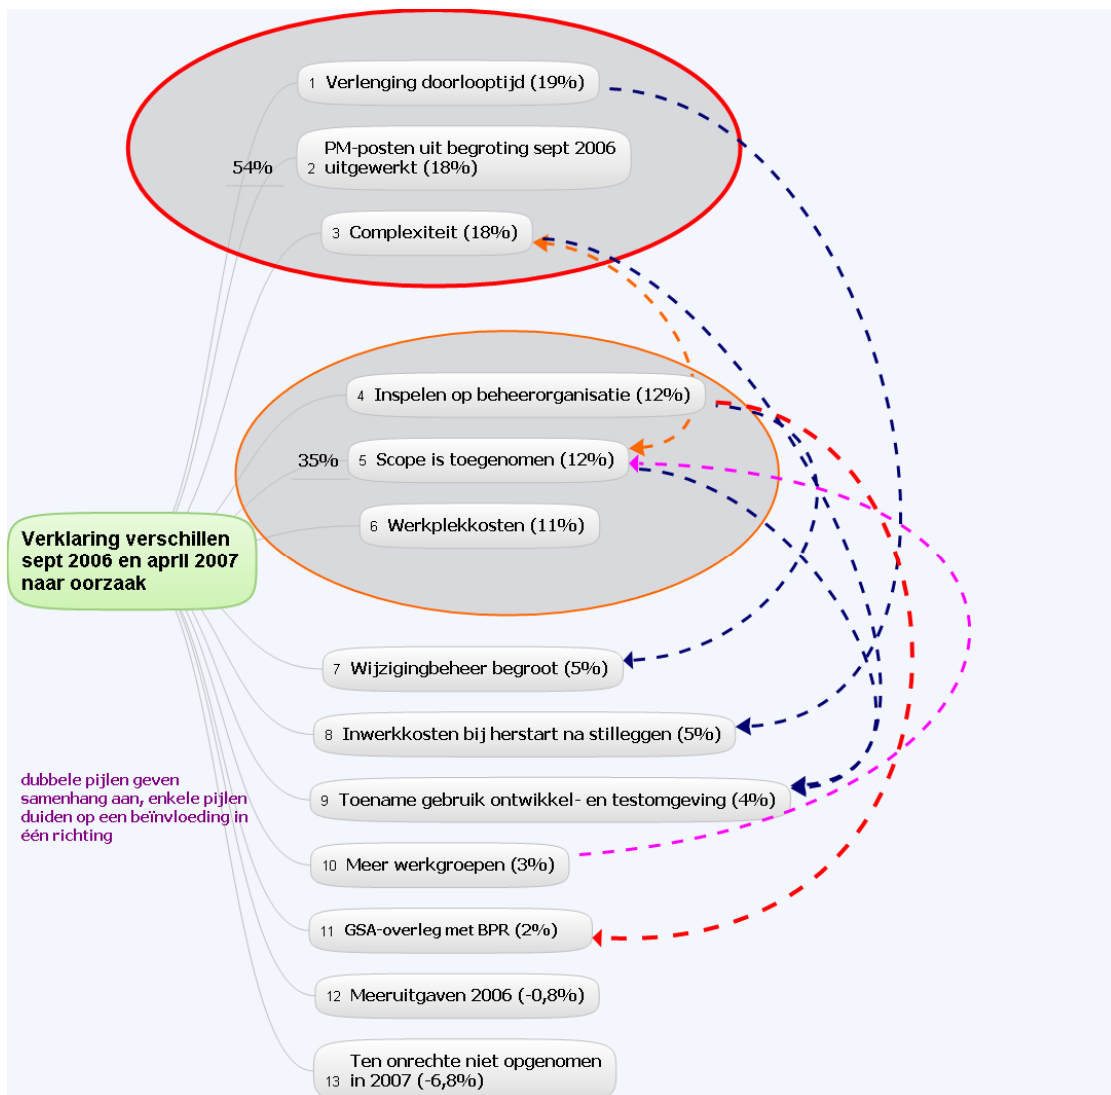 1 Verlenging doorlooptijd (19%)
54%
PM-posten uit begroting sept 2006
2 uitgewerkt (18%)
3 Complexiteit (18%)
4 Inspelen op beheerorganisatie (12%)
35%
5 Scope is toegenomen (12%)
6 Werkplekkosten (11%)
Verklaring verschillen
sept 2006 en april 2007
naar oorzaak
7 Wijzigingbeheer begroot (5%)
8 Inwerkkosten bij herstart na stilleggen (5%)
dubbele pijlen geven
samenhang aan, enkele pijlen
duiden op een beïnvloeding in
één richting
9 Toename gebruik ontwikkel- en testomgeving (4%)
10 Meer werkgroepen (3%)
11 GSA-overleg met BPR (2%)
12 Meeruitgaven 2006 (-0,8%)
Ten onrechte niet opgenomen
13 in 2007 (-6,8%)